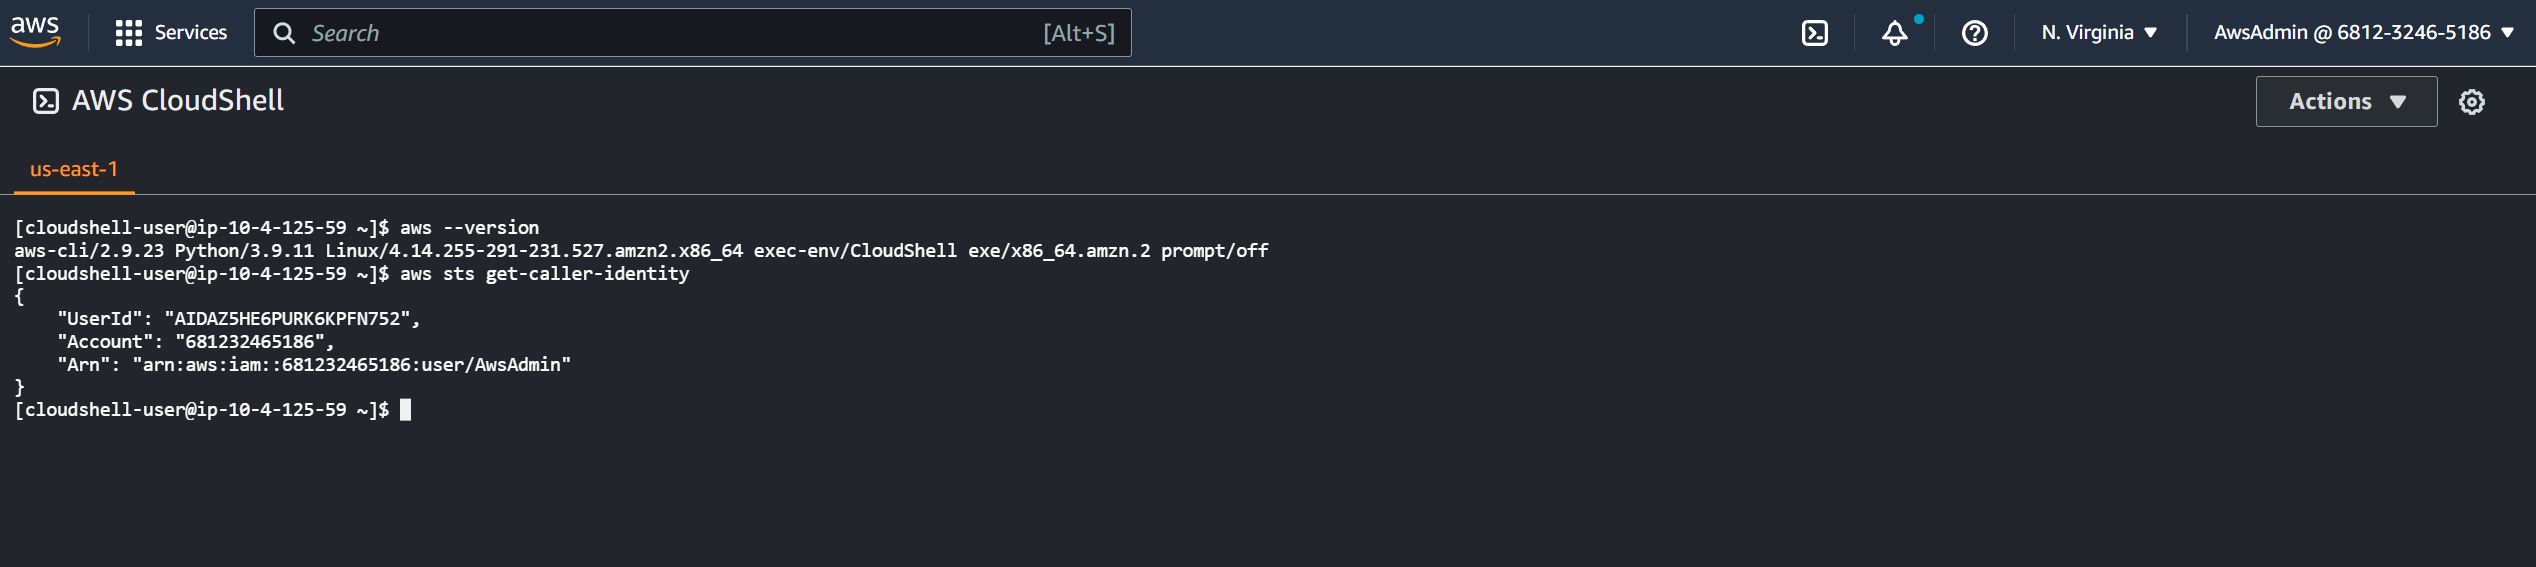 aws Services Search [Alt+S] N. Virginia AwsAdmin @ 6812-3246-5186
AWS CloudShell Actions
us-east-1
[cloudshell-user@ip-10-4-125-59 ~]$ aws --version
aws-cli/2.9.23 Python/3.9.11 Linux/4.14.255-291-231.527.amzn2.x86_64 exec-env/CloudShell exe/x86_64.amzn.2 prompt/off
[cloudshell-user@ip-10-4-125-59 ~]$ aws sts get-caller-identity
{
    "UserId": "AIDAZ5HE6PURK6KPFN752",
    "Account": "681232465186",
    "Arn": "arn:aws:iam::681232465186:user/AwsAdmin"
}
[cloudshell-user@ip-10-4-125-59 ~]$